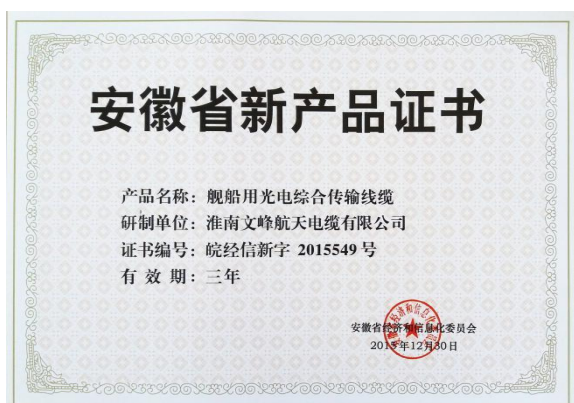 安徽省新产品证书
产品名称：舰船用光电综合传输线缆
研制单位：淮南文峰航天电缆有限公司
证书编号：皖经信新字 2015549 号
有 效 期：三年
安徽省经济和信息化委员会
2015年12月30日